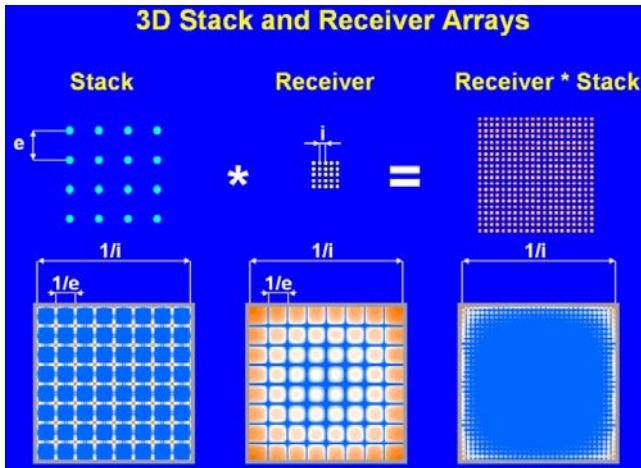 3D Stack and Receiver Arrays
Stack
Receiver
Receiver * Stack
e
i
*
=
1/i
1/i
1/i
1/e
1/e